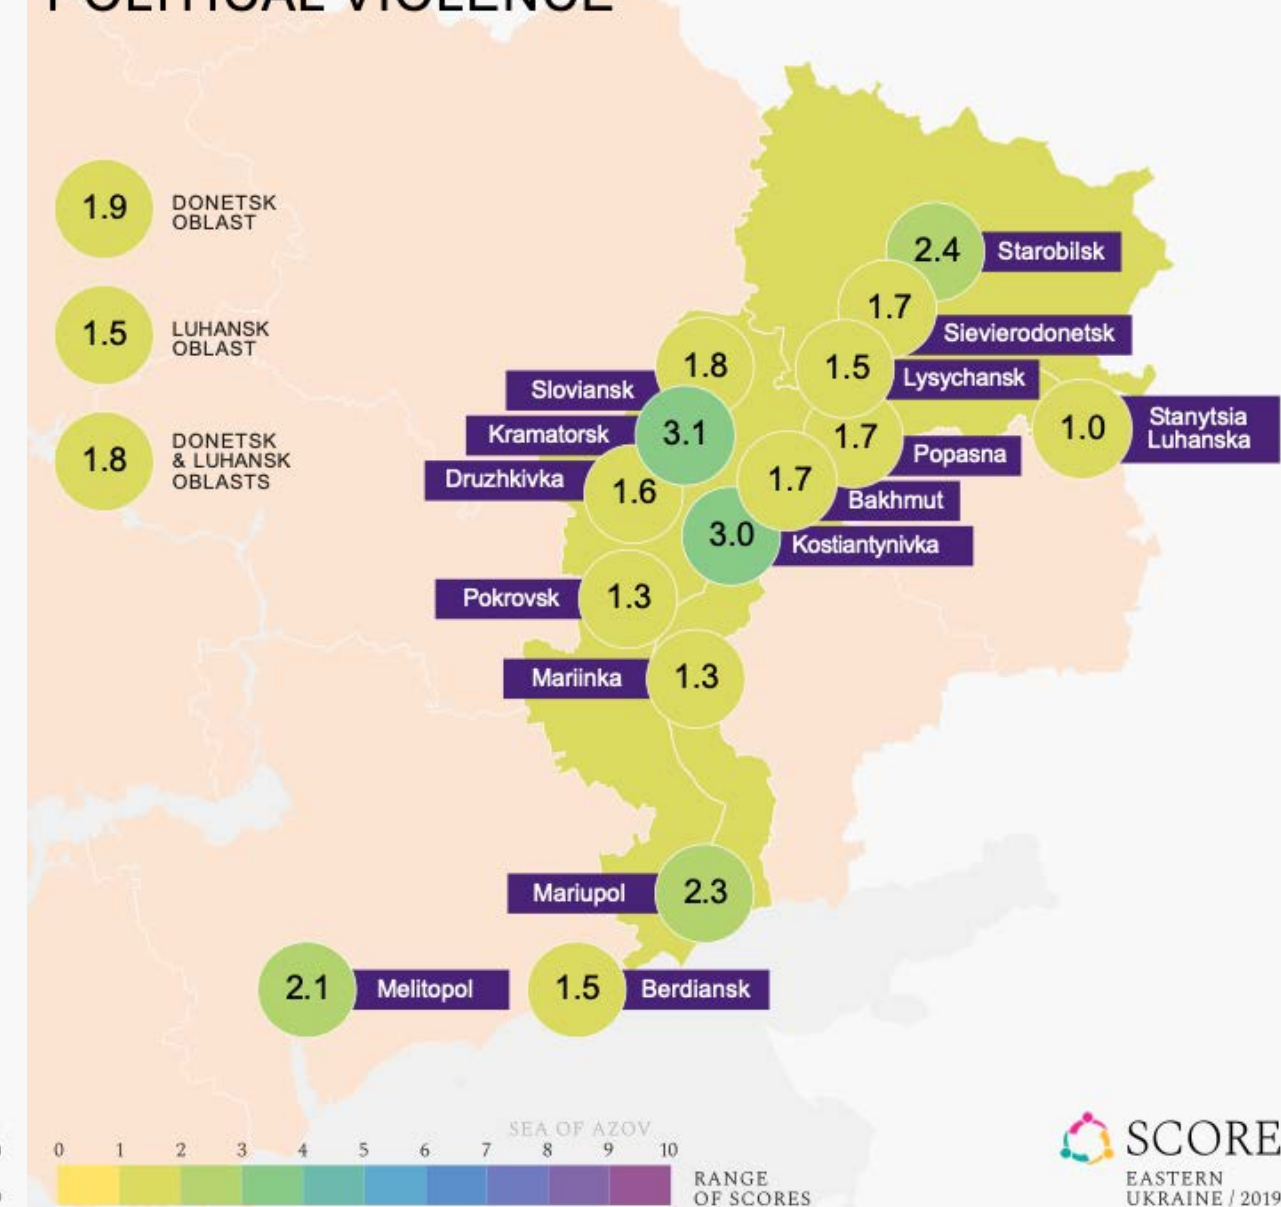 POLITICAL VIOLENCE
1.9
DONETSK
OBLAST
1.5
LUHANSK
OBLAST
1.8
DONETSK
& LUHANSK
OBLASTS
2.4
Starobilsk
1.7
Sievierodonetsk
1.8
Sloviansk
1.5
Lysychansk
1.0
Stanytsia
Luhanska
3.1
Kramatorsk
1.7
Popasna
1.6
Druzhkivka
1.7
Bakhmut
3.0
Kostiantynivka
1.3
Pokrovsk
1.3
Mariinka
2.3
Mariupol
2.1
Melitopol
1.5
Berdiansk
SEA OF AZOV
0 1 2 3 4 5 6 7 8 9 10
RANGE
OF SCORES
SCORE
EASTERN
UKRAINE / 2019